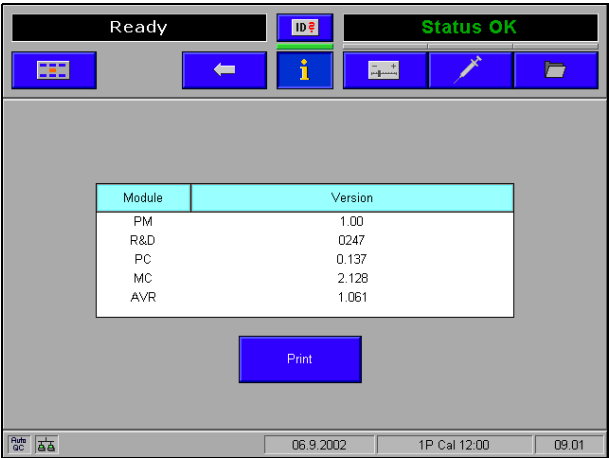 Ready
ID?
Status OK
i
- +
Module Version
PM 1.00
R&D 0247
PC 0.137
MC 2.128
AVR 1.061
Print
Auto QC
06.9.2002 1P Cal 12:00 09.01